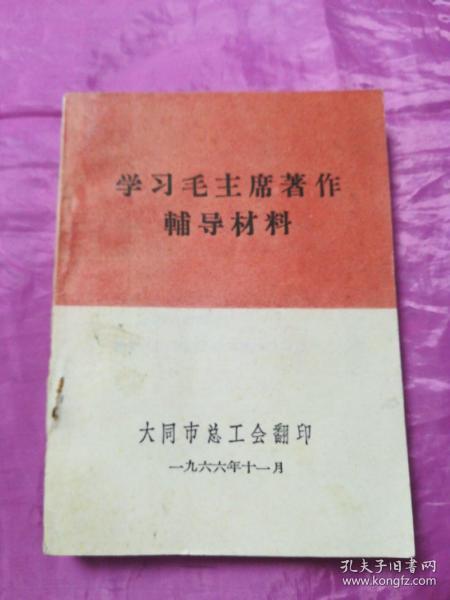 学习毛主席著作
輔导材料
大同市总工会翻印
一九六六年十一月
孔夫子旧书网
www.kongfz.com